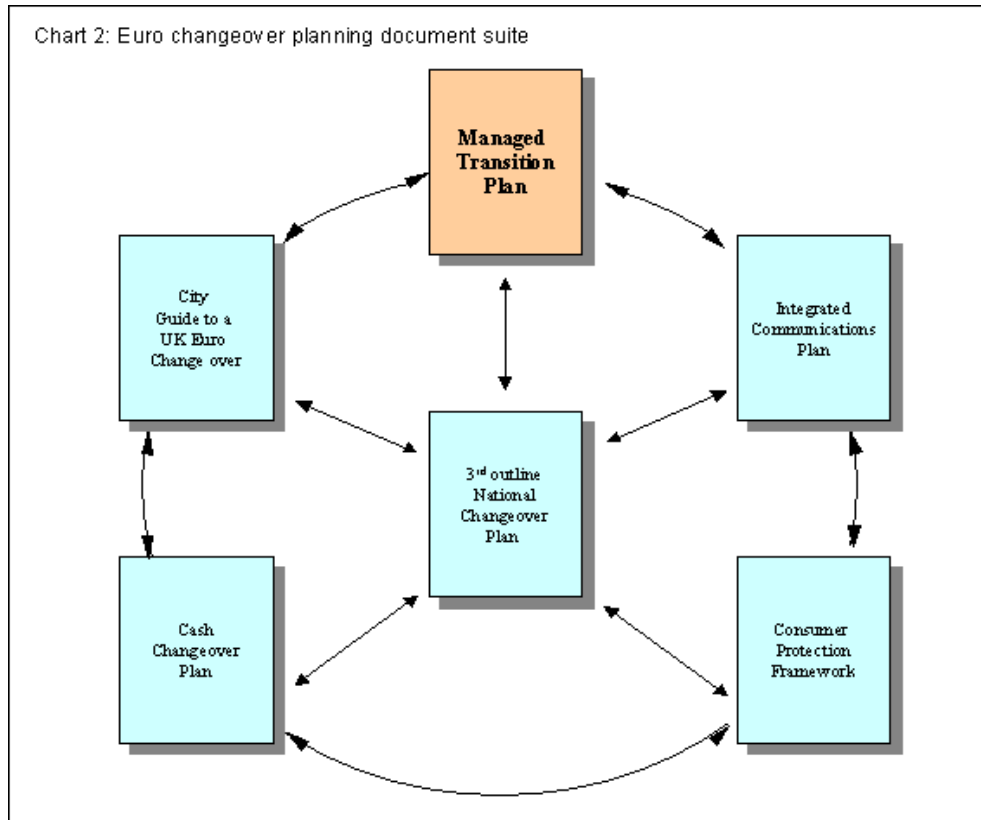 Chart 2: Euro changeover planning document suite
Managed
Transition
Plan
City
Guide to a
UK Euro
Change over
Integrated
Communications
Plan
3rd outline
National
Changeover
Plan
Cash
Changeover
Plan
Consumer
Protection
Framework